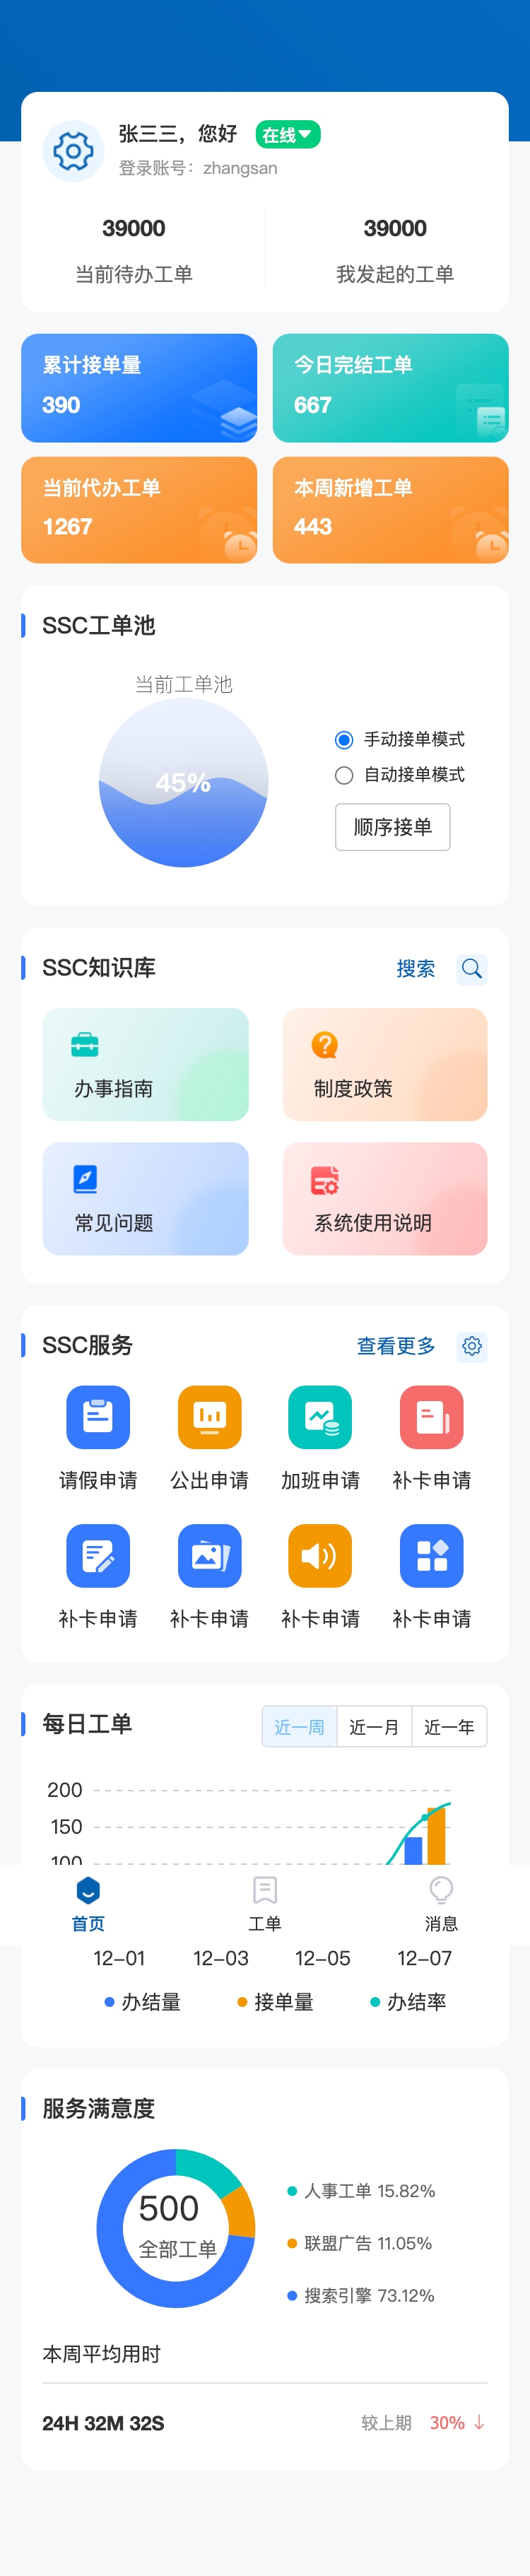 张三三，您好 在线
登录账号：zhangsan
39000 39000
当前待办工单 我发起的工单
累计接单量 今日完结工单
390 667
当前代办工单 本周新增工单
1267 443
SSC工单池
当前工单池
45%
手动接单模式
自动接单模式
顺序接单
SSC知识库 搜索
办事指南 制度政策
常见问题 系统使用说明
SSC服务 查看更多
请假申请 公出申请 加班申请 补卡申请
补卡申请 补卡申请 补卡申请 补卡申请
每日工单 近一周 近一月 近一年
200
150
100
首页 工单 消息
12-01 12-03 12-05 12-07
办结量 接单量 办结率
服务满意度
500
全部工单
人事工单 15.82%
联盟广告 11.05%
搜索引擎 73.12%
本周平均用时
24H 32M 32S 较上期 30% ↓